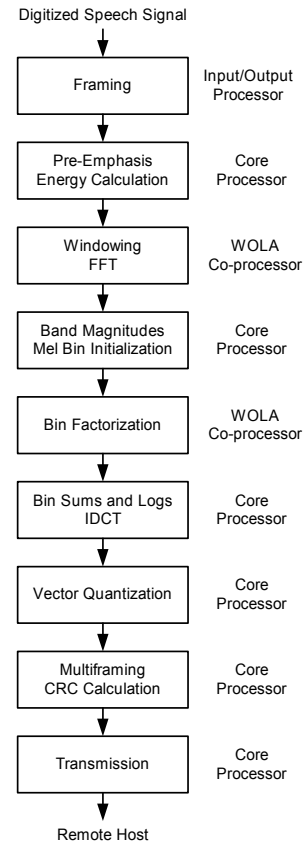 Digitized Speech Signal
Framing
Input/Output
Processor
Pre-Emphasis
Energy Calculation
Core
Processor
Windowing
FFT
WOLA
Co-processor
Band Magnitudes
Mel Bin Initialization
Core
Processor
Bin Factorization
WOLA
Co-processor
Bin Sums and Logs
IDCT
Core
Processor
Vector Quantization
Core
Processor
Multiframing
CRC Calculation
Core
Processor
Transmission
Core
Processor
Remote Host